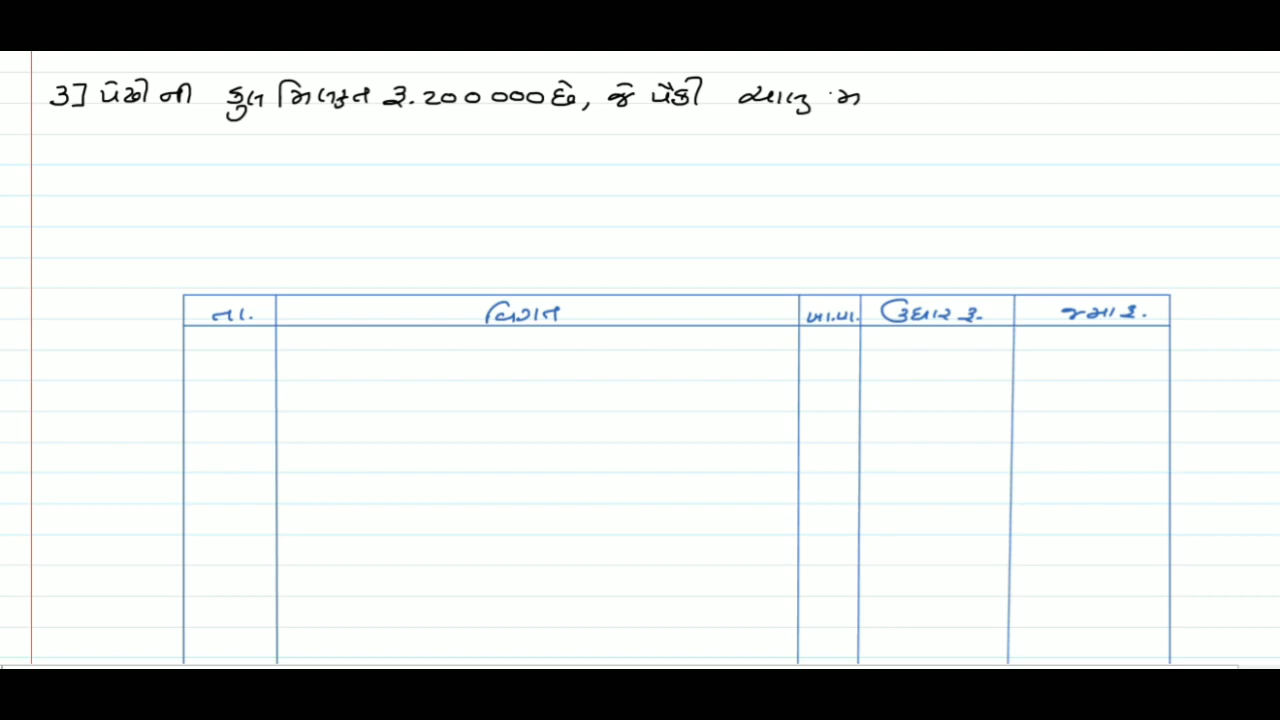 3] પેઢીની કુલ મિલકત રૂ.200000 છે, જે પૈકી ચાલુ મ
તા. વિગત ખા.પા. ઉધાર રૂ. જમા રૂ.